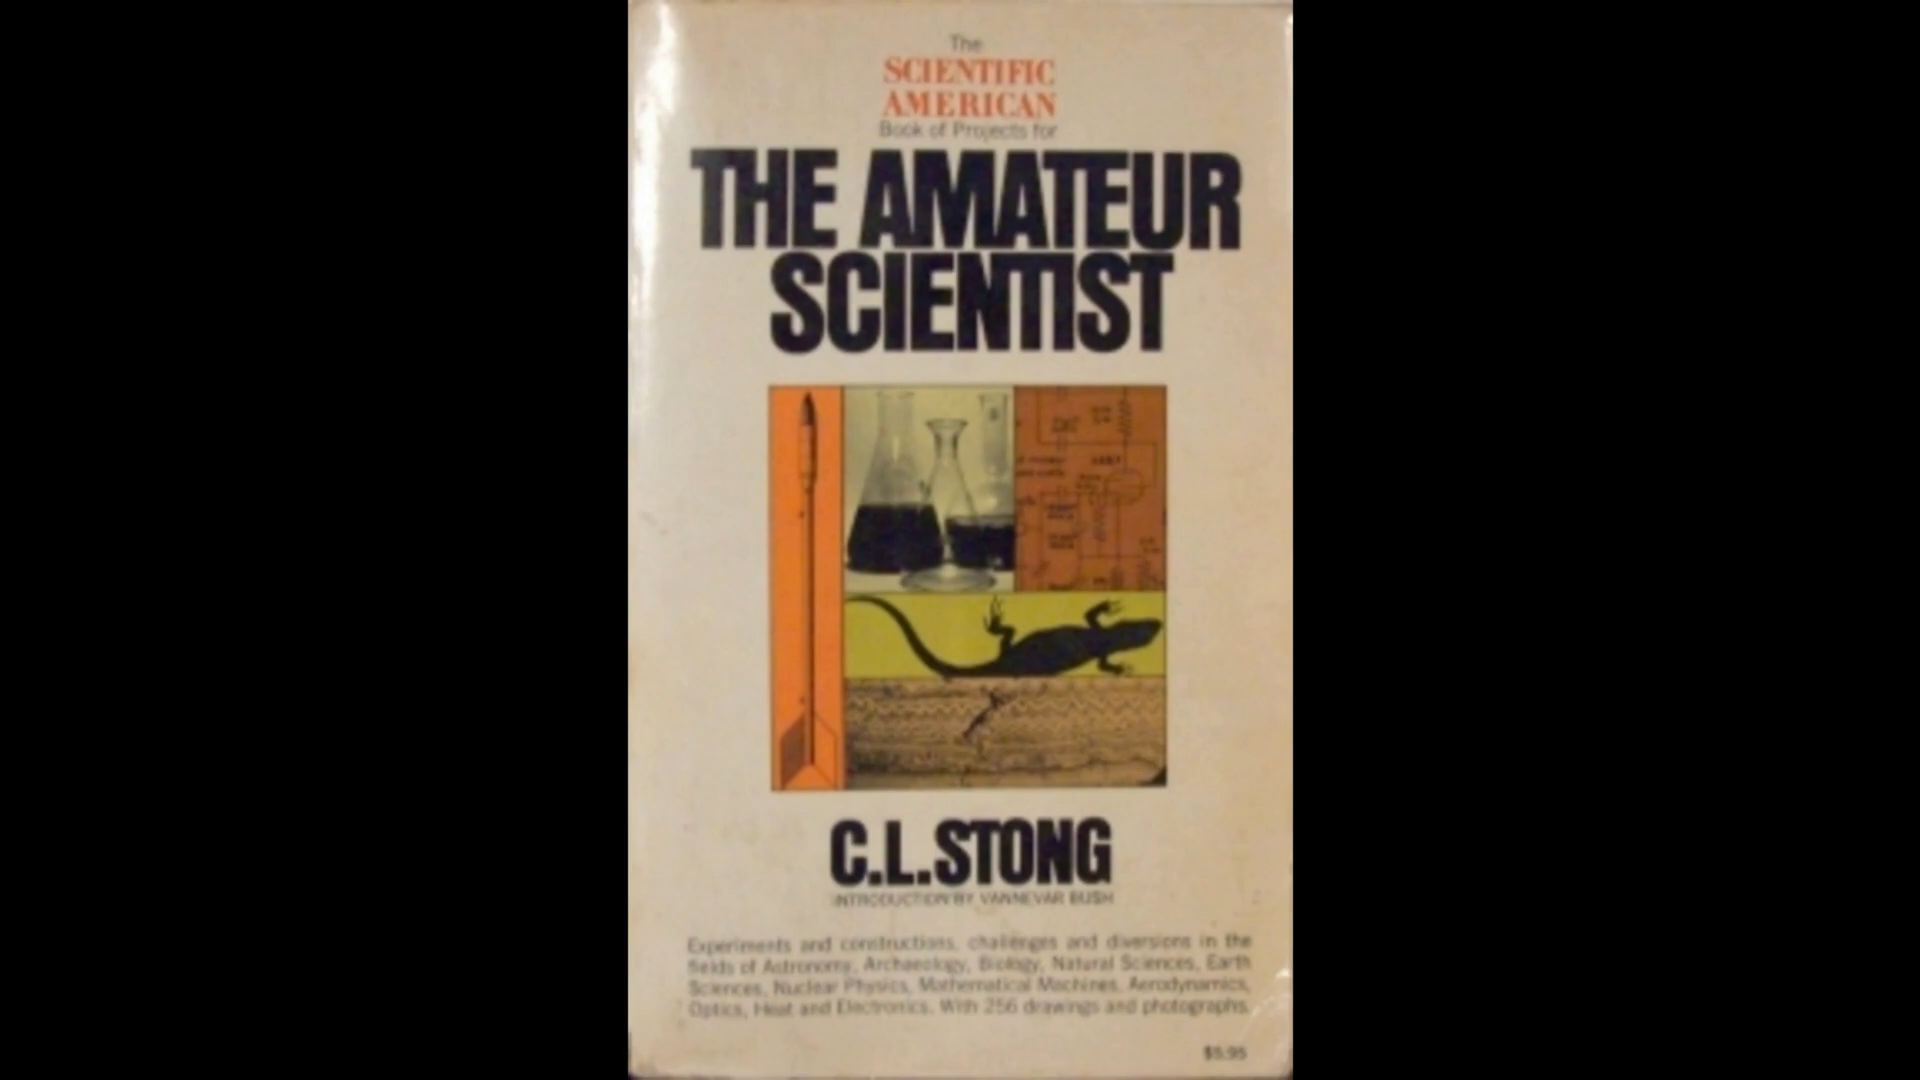 The
SCIENTIFIC
AMERICAN
Book of Projects for
THE AMATEUR
SCIENTIST
C.L.STONG
INTRODUCTION BY VANNEVAR BUSH
Experiments and constructions, challenges and diversions in the
fields of Astronomy, Archaeology, Biology, Natural Sciences, Earth
Sciences, Nuclear Physics, Mathematical Machines, Aerodynamics,
Optics, Heat and Electronics. With 256 drawings and photographs.
$5.95